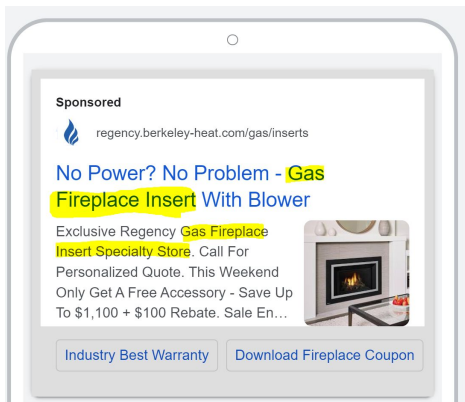 Sponsored
regency.berkeley-heat.com/gas/inserts
No Power? No Problem - Gas
Fireplace Insert With Blower
Exclusive Regency Gas Fireplace
Insert Specialty Store. Call For
Personalized Quote. This Weekend
Only Get A Free Accessory - Save Up
To $1,100 + $100 Rebate. Sale En…
Industry Best Warranty
Download Fireplace Coupon